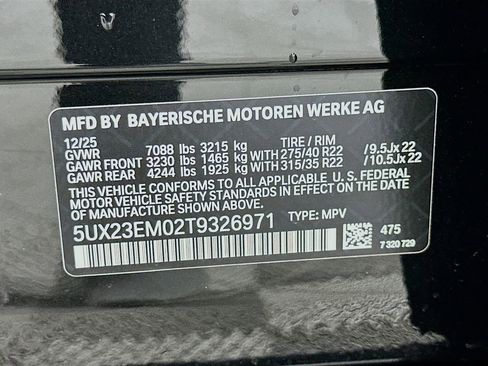 MFD BY BAYERISCHE MOTOREN WERKE AG
12/25
GVWR 7088 lbs 3215 kg TIRE / RIM
GAWR FRONT 3230 lbs 1465 kg WITH 275/40 R22 /9.5Jx22
GAWR REAR 4244 lbs 1925 kg WITH 315/35 R22 /10.5Jx22
THIS VEHICLE CONFORMS TO ALL APPLICABLE U.S. FEDERAL
MOTOR VEHICLE SAFETY STANDARDS IN EFFECT ON THE
DATE OF MANUFACTURE SHOWN ABOVE.
5UX23EM02T9326971 TYPE: MPV
475
7 320 729